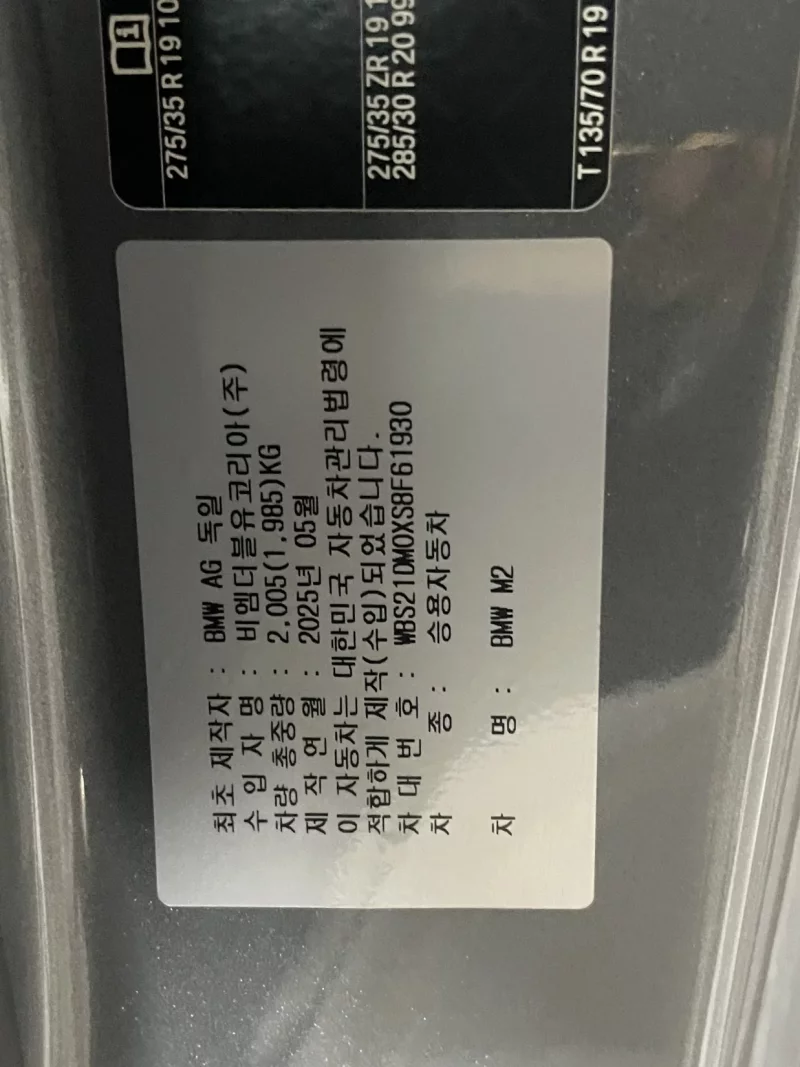 최초 제작자 : BMW AG 독일
수 입 자 명 : 비엠더블유코리아(주)
차량 총중량 : 2,005(1,985)KG
제 작 연 월 : 2025년 05월
이 자동차는 대한민국 자동차관리법령에
적합하게 제작(수입)되었습니다.
차 대 번 호 : WBS21DM0XS8F61930
차 종 : 승용자동차
차 명 : BMW M2
275/35 R 19 10
275/35 ZR 19 1
285/30 R 20 99
T 135/70 R 19